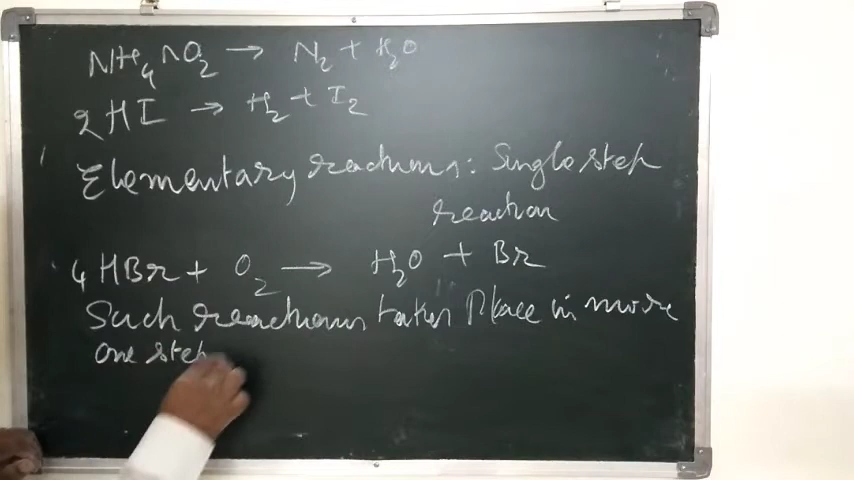 NH₄NO₂ → N₂ + H₂O
2HI → H₂ + I₂
Elementary reactions: Single step
reaction
4HBr + O₂ → H₂O + Br
Such reactions takes Place in more
one step